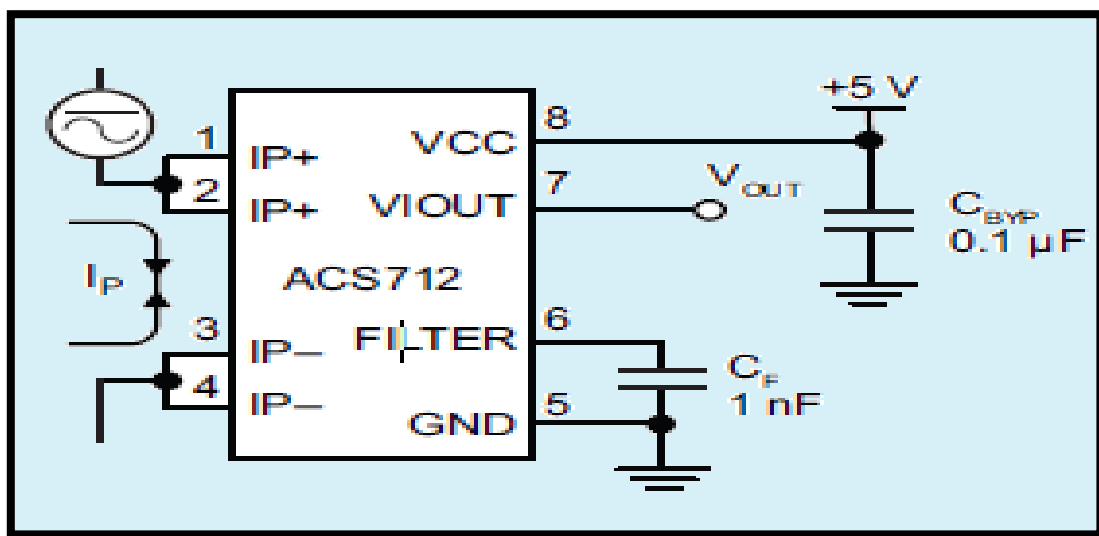 +5 V
1
IP+
VCC
8
2
IP+
VIOUT
7
VOUT
CBYP
0.1 µF
IP
ACS712
3
IP–
FILTER
6
CF
1 nF
4
IP–
GND
5